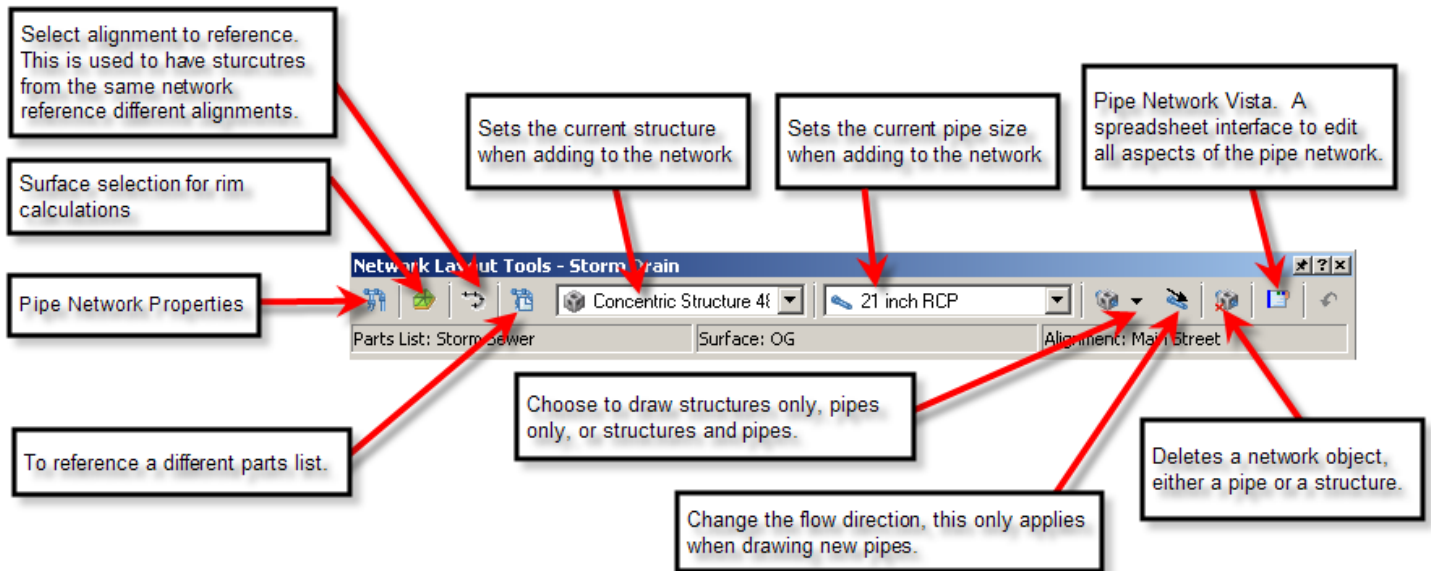 Select alignment to reference.
This is used to have sturcutres
from the same network
reference different alignments.
Surface selection for rim
calculations
Pipe Network Properties
To reference a different parts list.
Sets the current structure
when adding to the network
Sets the current pipe size
when adding to the network
Pipe Network Vista. A
spreadsheet interface to edit
all aspects of the pipe network.
Network Layout Tools - Storm Drain
Concentric Structure 48
21 inch RCP
Parts List: Storm Sewer
Surface: OG
Alignment: Main Street
Choose to draw structures only, pipes
only, or structures and pipes.
Change the flow direction, this only applies
when drawing new pipes.
Deletes a network object,
either a pipe or a structure.